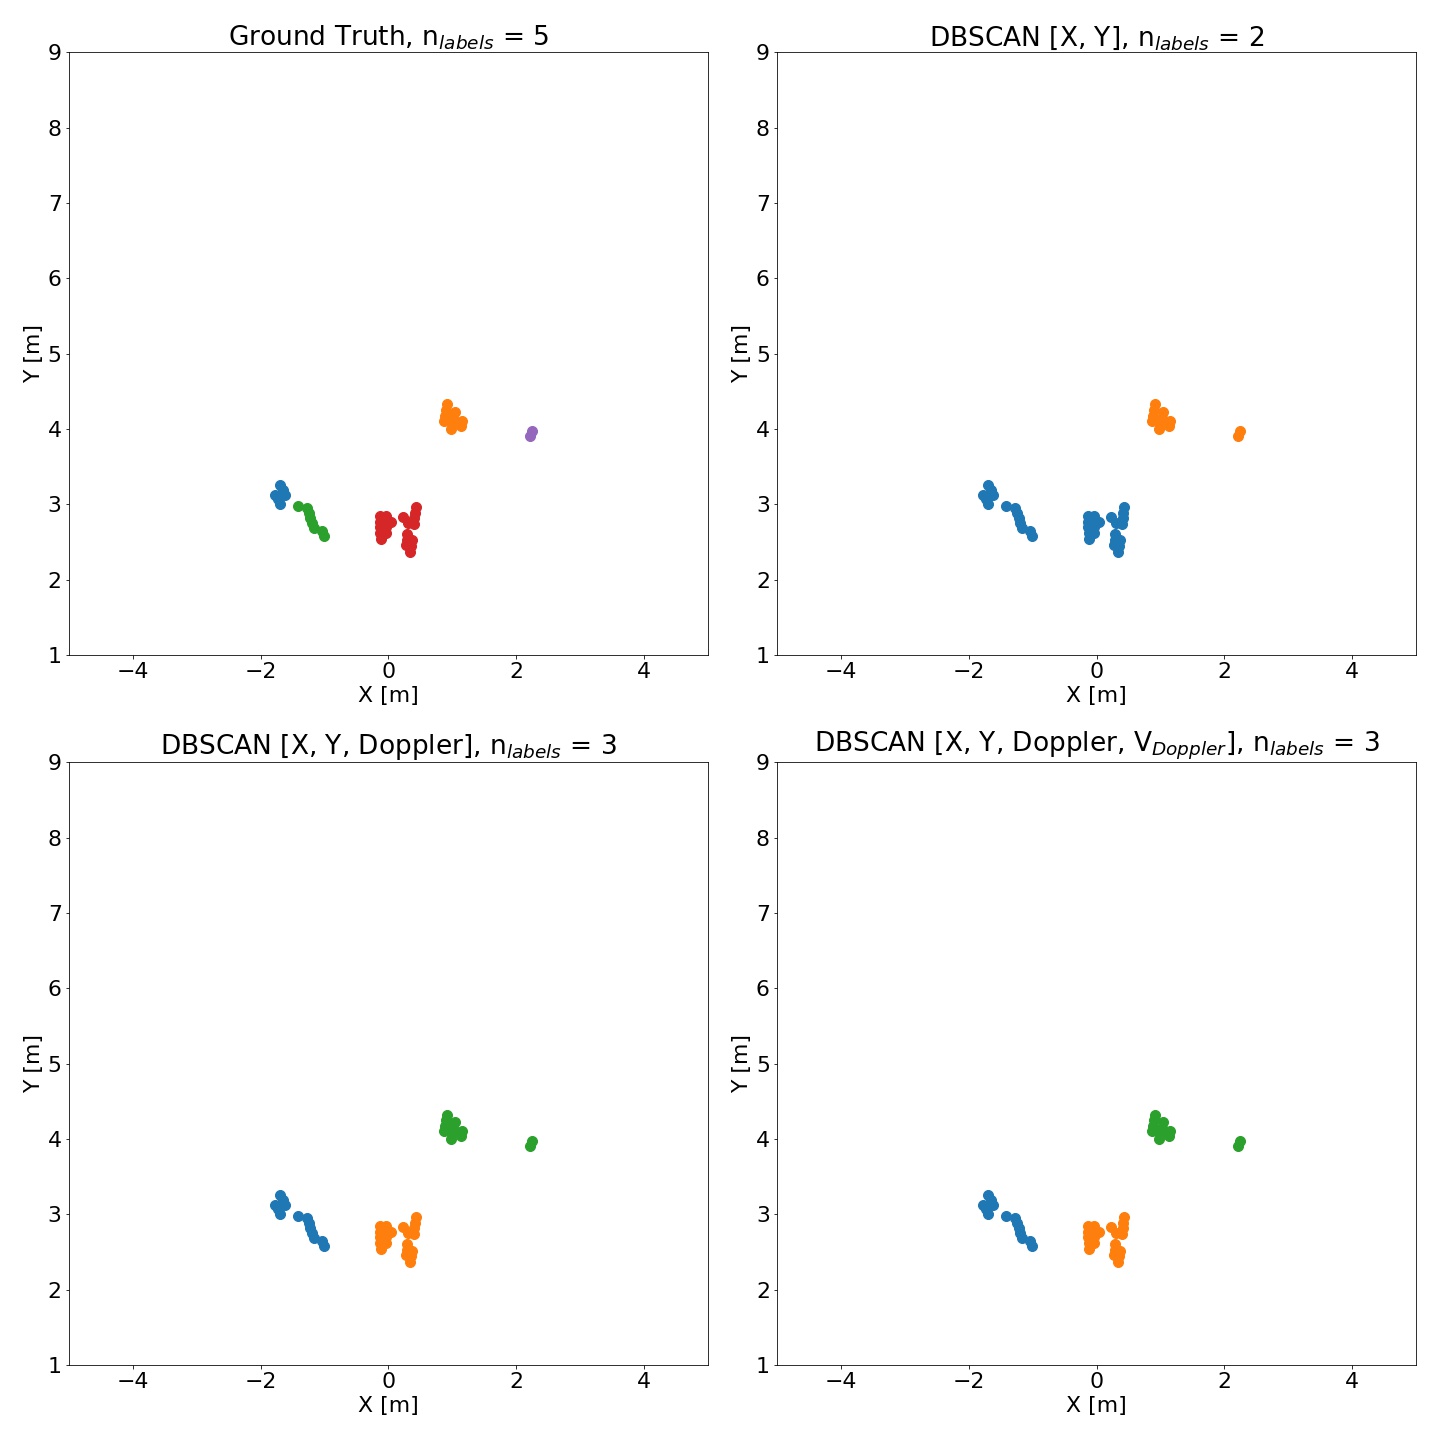 Ground Truth, n_labels = 5
9
8
7
6
5
4
3
2
1
Y [m]
−4 −2 0 2 4
X [m]
DBSCAN [X, Y], n_labels = 2
9
8
7
6
5
4
3
2
1
Y [m]
−4 −2 0 2 4
X [m]
DBSCAN [X, Y, Doppler], n_labels = 3
9
8
7
6
5
4
3
2
1
Y [m]
−4 −2 0 2 4
X [m]
DBSCAN [X, Y, Doppler, V_Doppler], n_labels = 3
9
8
7
6
5
4
3
2
1
Y [m]
−4 −2 0 2 4
X [m]